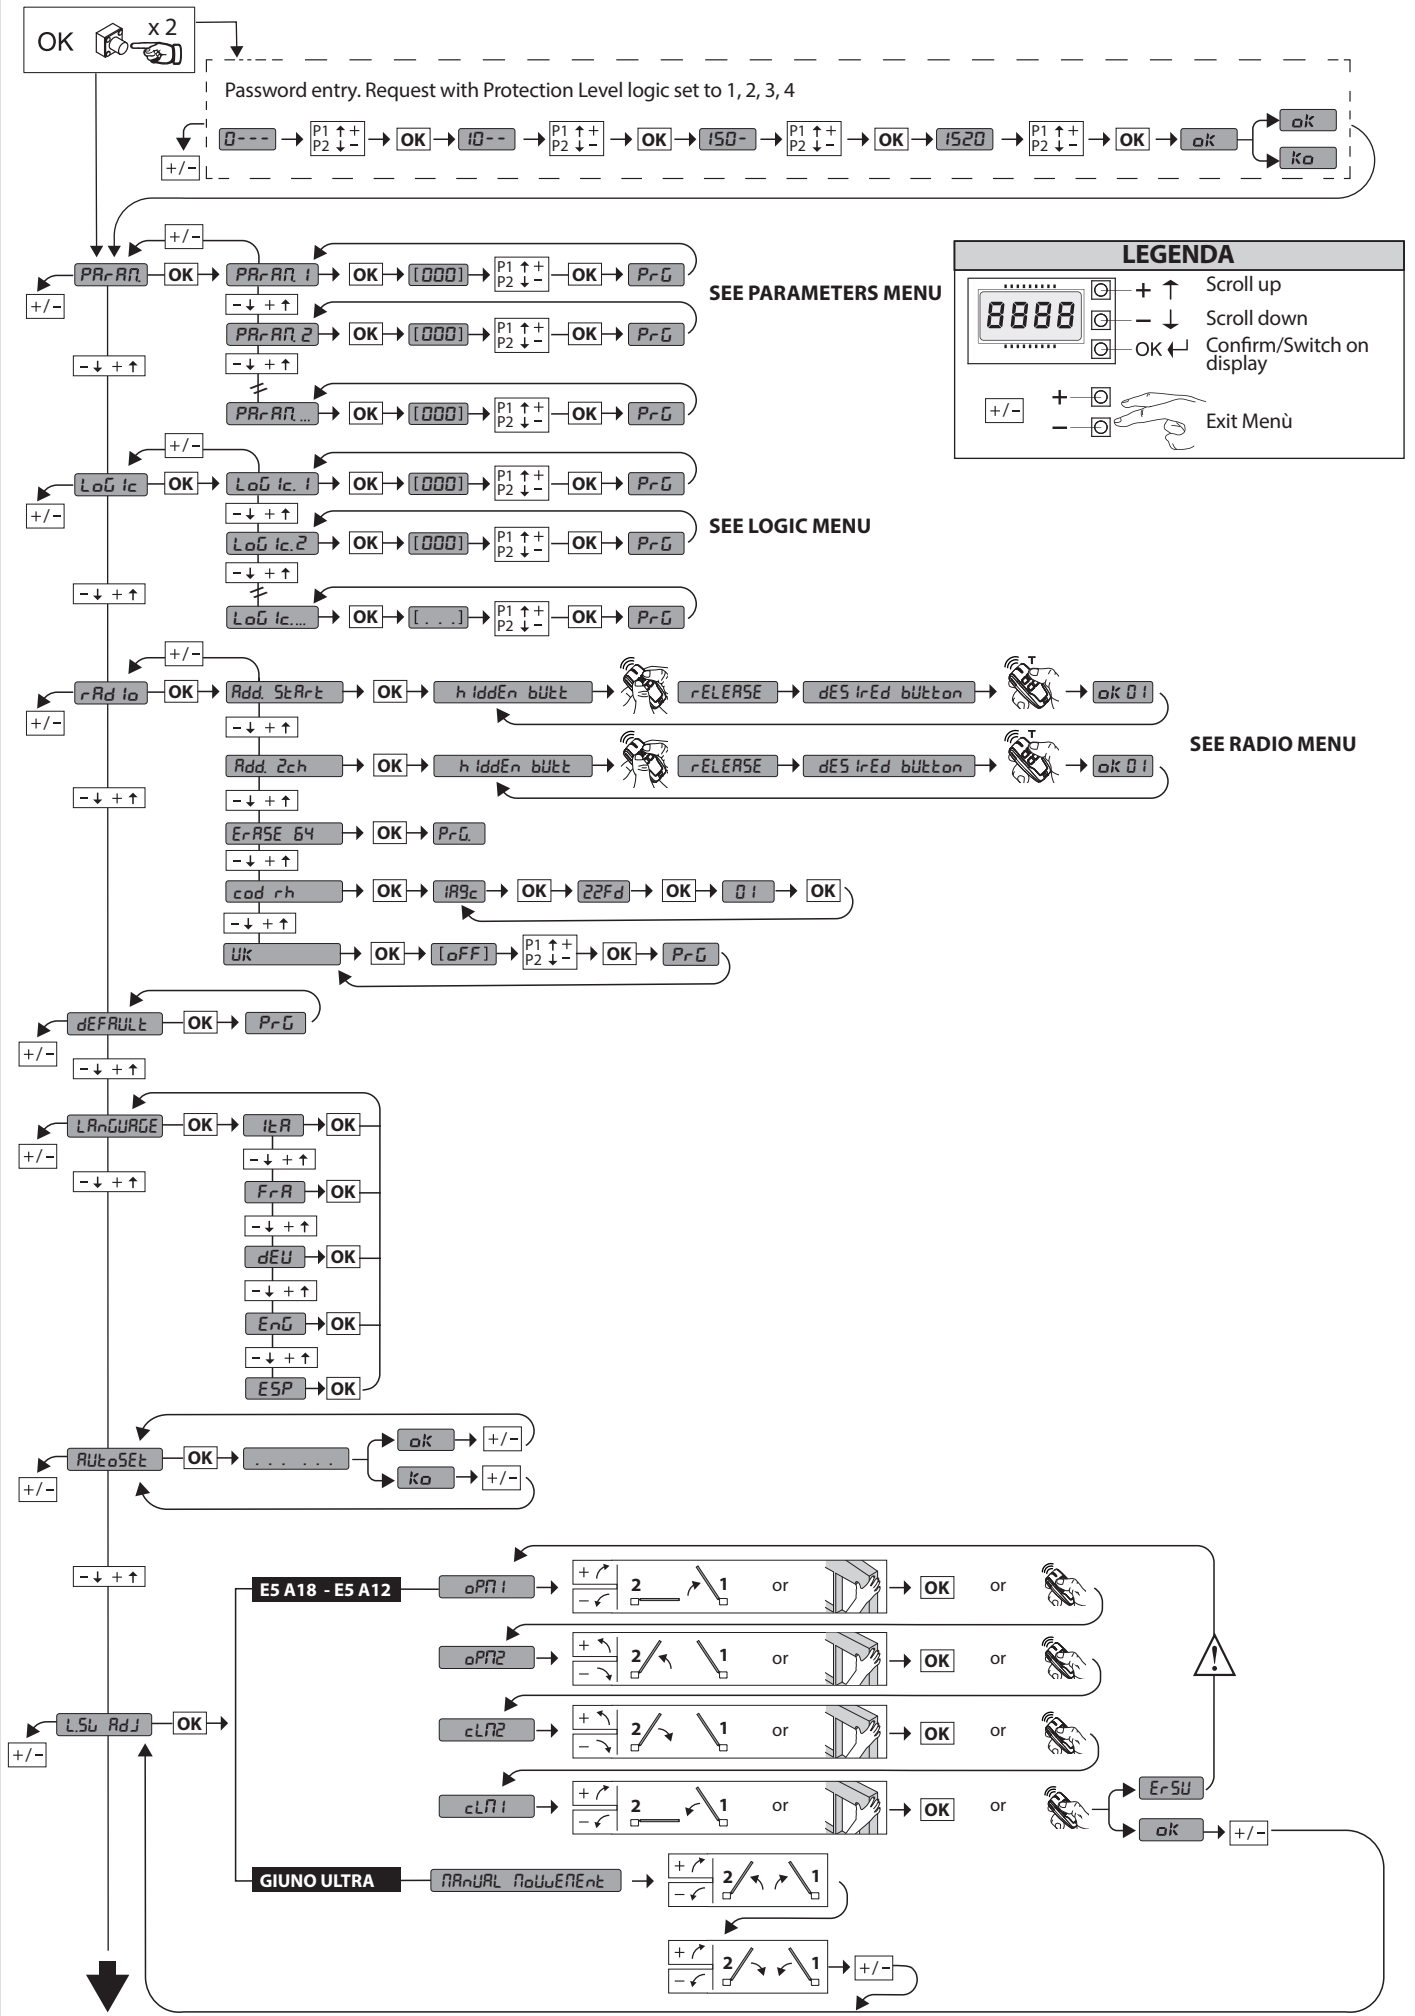 OK x 2
Password entry. Request with Protection Level logic set to 1, 2, 3, 4
0--- P1 ↑ + P2 ↓ – OK 10-- P1 ↑ + P2 ↓ – OK 150- P1 ↑ + P2 ↓ – OK 1520 P1 ↑ + P2 ↓ – OK oK oK
Ko
+/–
+/–
PArAM. OK PArAM. 1 OK [000] P1 ↑ + P2 ↓ – OK PrG
+/–
– ↓ + ↑
SEE PARAMETERS MENU
PArAM. 2 OK [000] P1 ↑ + P2 ↓ – OK PrG
– ↓ + ↑
– ↓ + ↑
PArAM. ... OK [000] P1 ↑ + P2 ↓ – OK PrG
LEGENDA
8888
+ ↑ Scroll up
– ↓ Scroll down
OK Confirm/Switch on
display
+/– + – Exit Menù
+/–
LoGIc OK LoGIc. 1 OK [000] P1 ↑ + P2 ↓ – OK PrG
+/–
– ↓ + ↑
SEE LOGIC MENU
LoGIc.2 OK [000] P1 ↑ + P2 ↓ – OK PrG
– ↓ + ↑
– ↓ + ↑
LoGIc.... OK [. . .] P1 ↑ + P2 ↓ – OK PrG
+/–
rAdIo OK Add. StArt OK hIddEn bUtt rELEASE dESIrEd bUtton T oK 01
+/–
– ↓ + ↑
SEE RADIO MENU
Add. 2ch OK hIddEn bUtt rELEASE dESIrEd bUtton T oK 01
– ↓ + ↑
– ↓ + ↑
ErASE 64 OK PrG.
– ↓ + ↑
cod rh OK 1A9c OK 22Fd OK 01 OK
– ↓ + ↑
UK OK [oFF] P1 ↑ + P2 ↓ – OK PrG
dEFAULt OK PrG
+/–
– ↓ + ↑
LAnGUAGE OK ItA OK
+/–
– ↓ + ↑
– ↓ + ↑
FrA OK
– ↓ + ↑
dEU OK
– ↓ + ↑
EnG OK
– ↓ + ↑
ESP OK
AUtoSEt OK . . . . . . oK +/–
Ko +/–
+/–
– ↓ + ↑
E5 A18 - E5 A12 oPM1 + – 2 1 or OK or
oPM2 + – 2 1 or OK or
!
L.SW AdJ OK
+/–
cLM2 + – 2 1 or OK or
cLM1 + – 2 1 or OK or ErSW
oK +/–
GIUNO ULTRA MAnUAL MoUvEMEnt + – 2 1
+ – 2 1 +/–